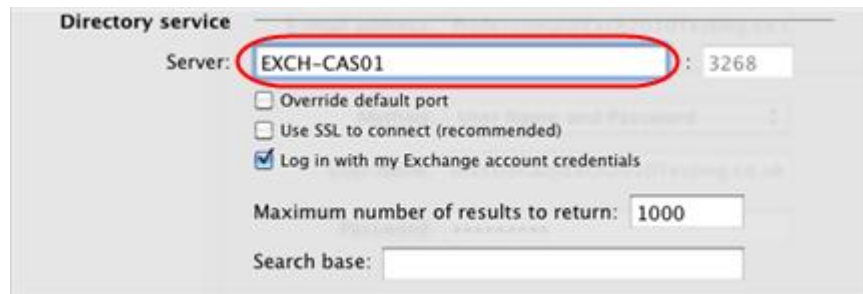 Directory service
Server: EXCH-CAS01 : 3268
Override default port
Use SSL to connect (recommended)
Log in with my Exchange account credentials
Maximum number of results to return: 1000
Search base: